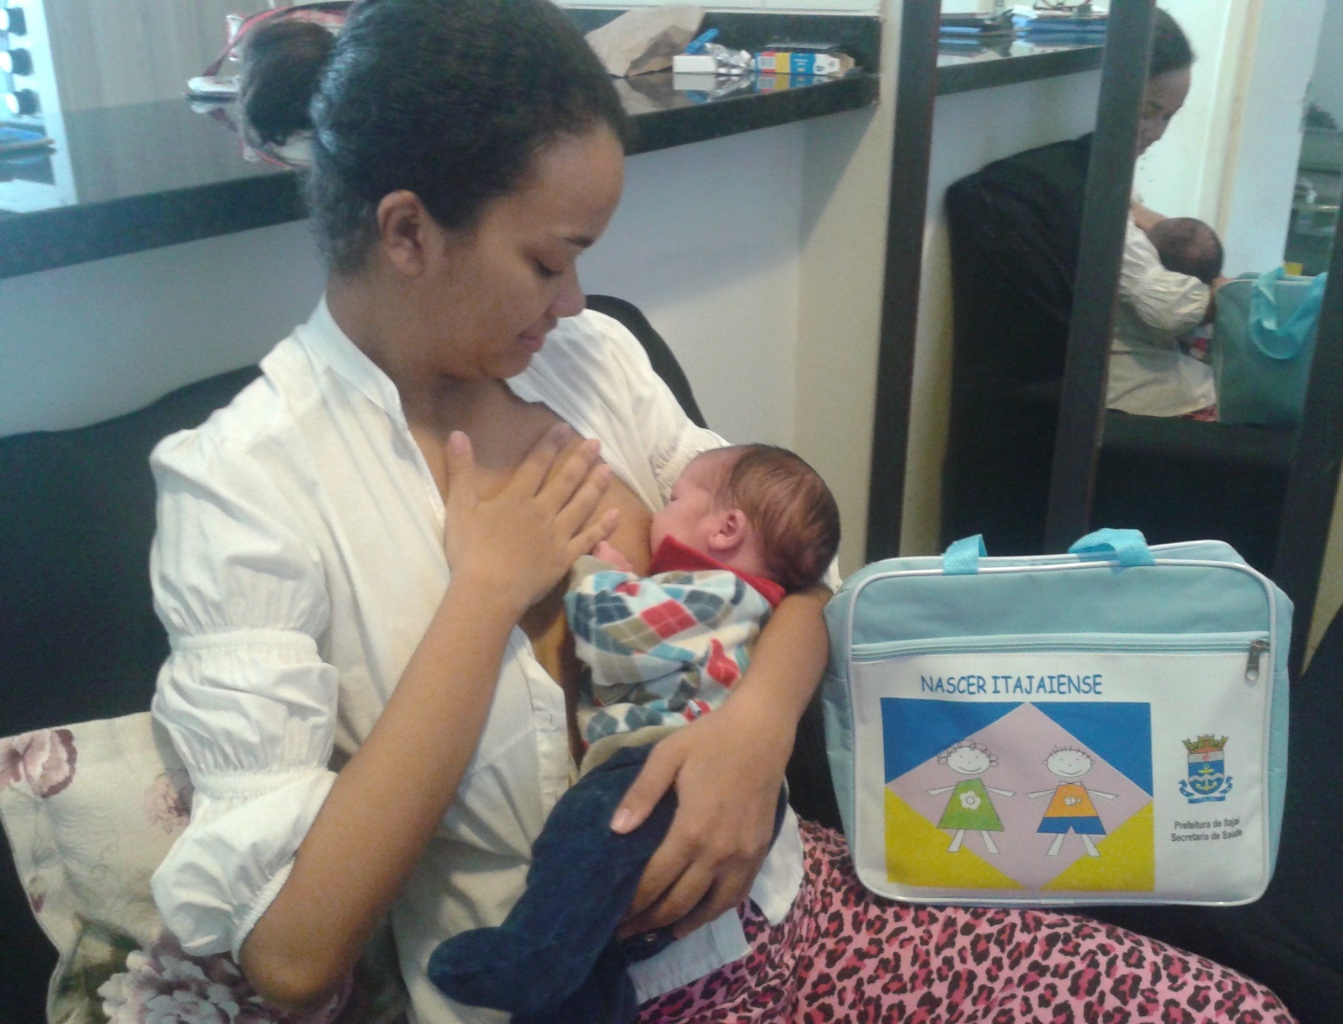 NASCER ITAJAIENSE
Prefeitura de Itajaí
Secretaria de Saúde